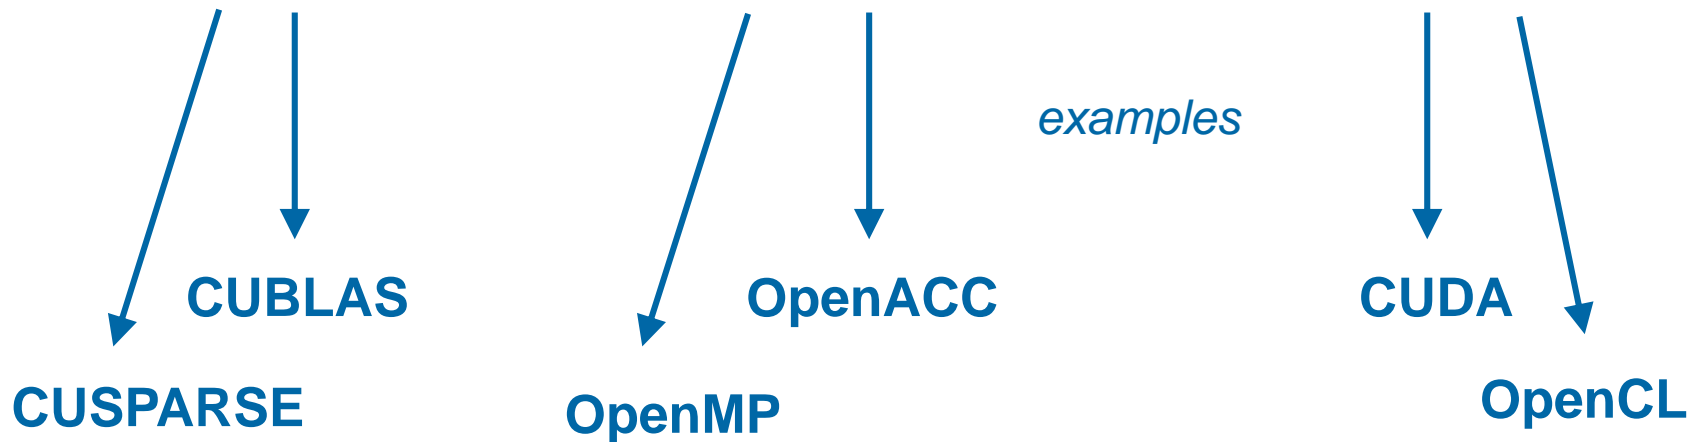 examples
CUBLAS
OpenACC
CUDA
CUSPARSE
OpenMP
OpenCL